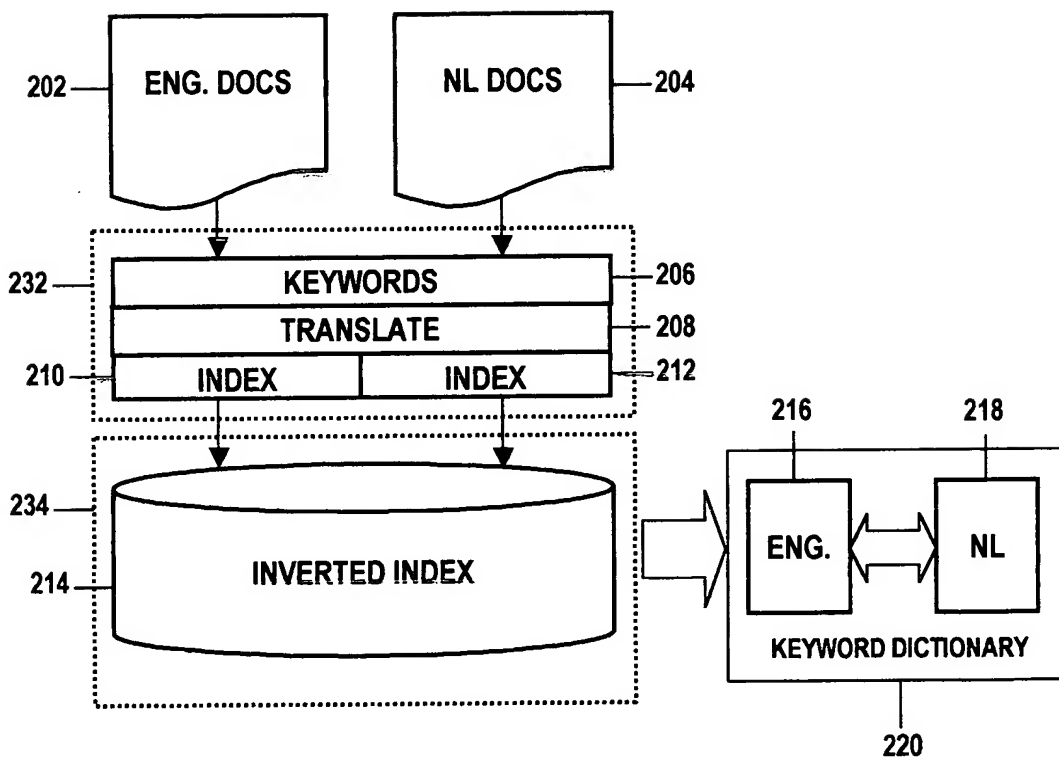 202
ENG. DOCS
NL DOCS
204
232
KEYWORDS
206
TRANSLATE
208
210
INDEX
INDEX
212
216
218
234
ENG.
NL
214
INVERTED INDEX
KEYWORD DICTIONARY
220